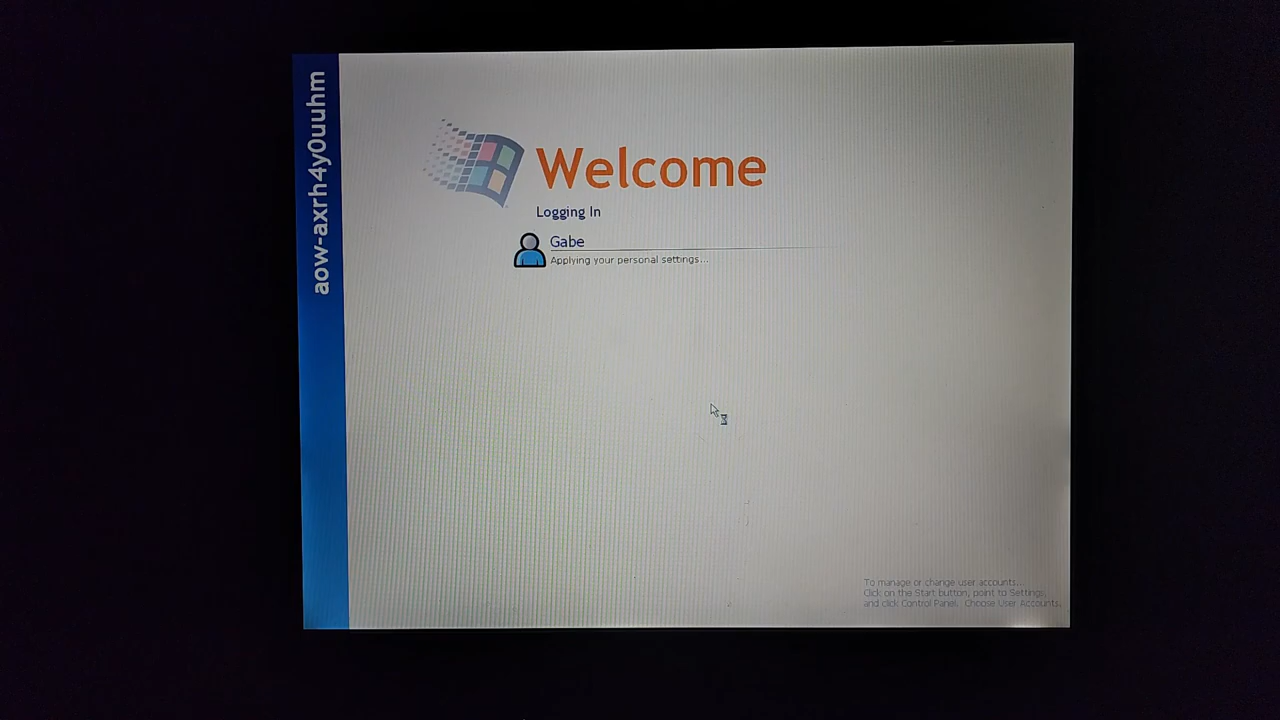 aow-axrh4y0uuhm
Welcome
Logging In
Gabe
Applying your personal settings...
To manage or change user accounts...
Click on the Start button, point to Settings,
and click Control Panel. Choose User Accounts.